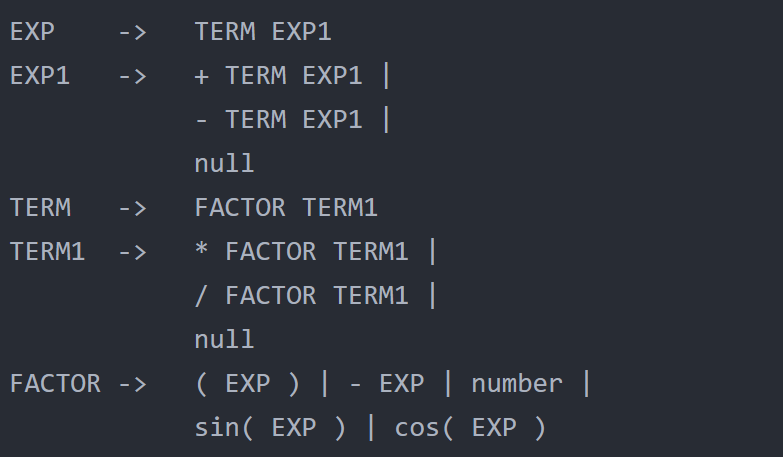 EXP    ->   TERM EXP1
EXP1   ->   + TERM EXP1 |
            - TERM EXP1 |
            null
TERM   ->   FACTOR TERM1
TERM1  ->   * FACTOR TERM1 |
            / FACTOR TERM1 |
            null
FACTOR ->   ( EXP ) | - EXP | number |
            sin( EXP ) | cos( EXP )